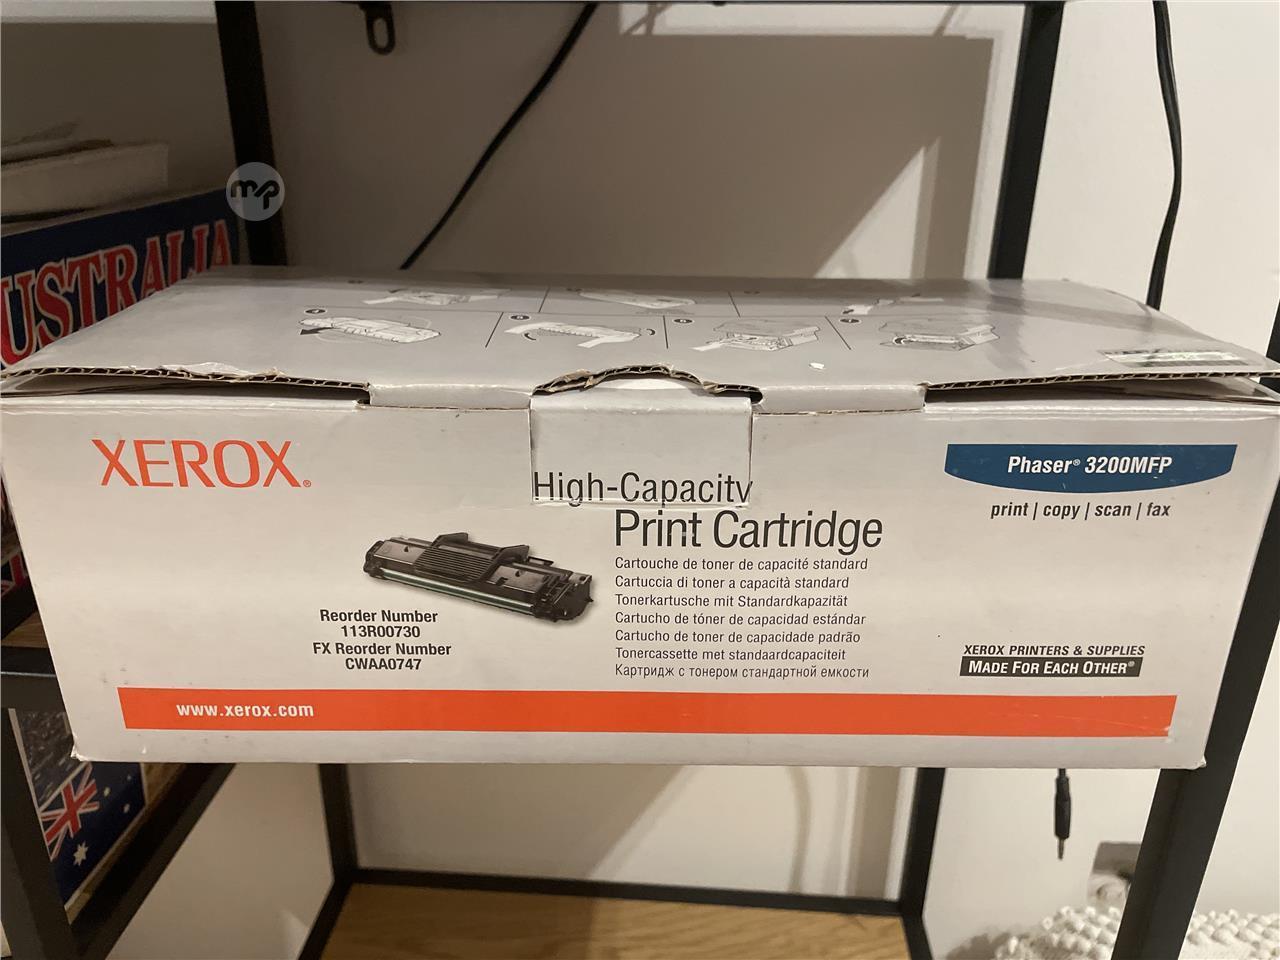 mp
USTRALIA
XEROX®
High-Capacity
Print Cartridge
Cartouche de toner de capacité standard
Cartuccia di toner a capacità standard
Tonerkartusche mit Standardkapazität
Cartucho de tóner de capacidad estándar
Cartucho de toner de capacidade padrão
Tonercassette met standaardcapaciteit
Картридж с тонером стандартной емкости
Reorder Number
113R00730
FX Reorder Number
CWAA0747
Phaser® 3200MFP
print | copy | scan | fax
XEROX PRINTERS & SUPPLIES
MADE FOR EACH OTHER®
www.xerox.com